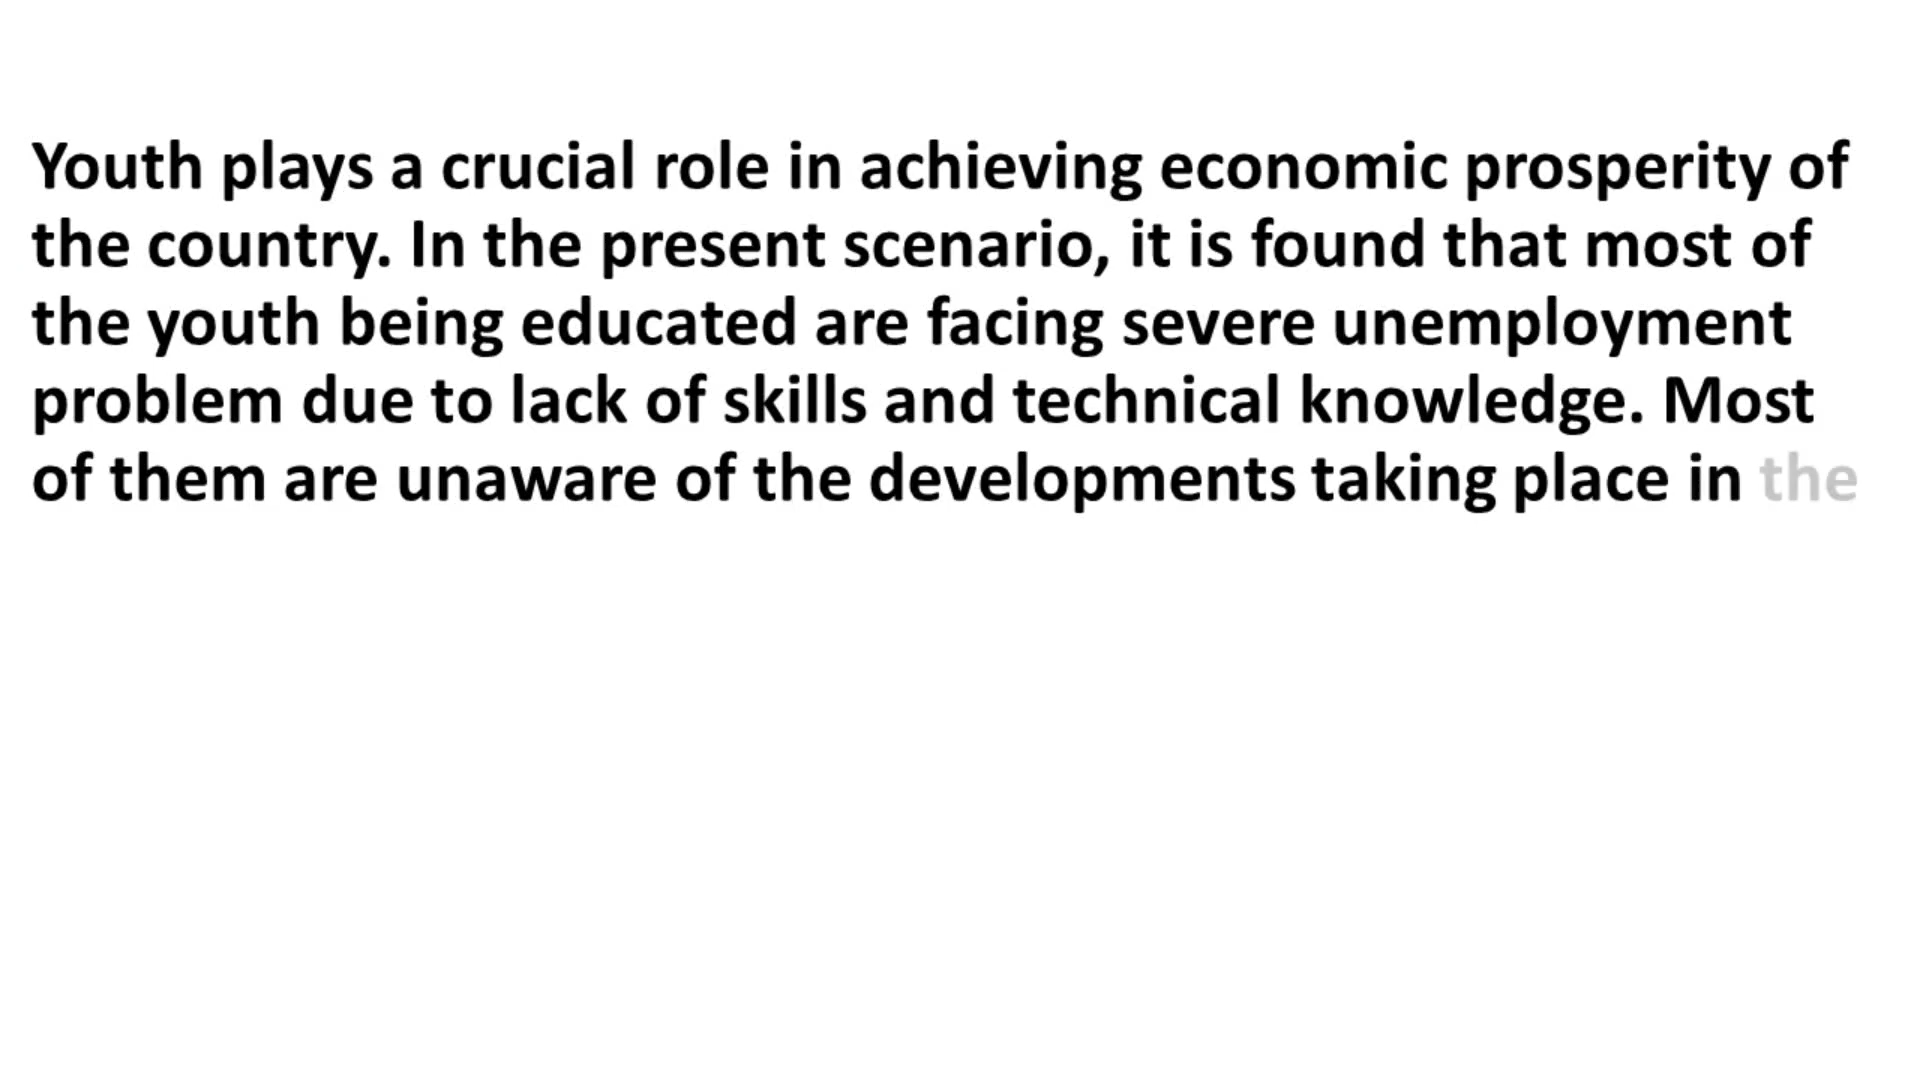 Youth plays a crucial role in achieving economic prosperity of
the country. In the present scenario, it is found that most of
the youth being educated are facing severe unemployment
problem due to lack of skills and technical knowledge. Most
of them are unaware of the developments taking place in the